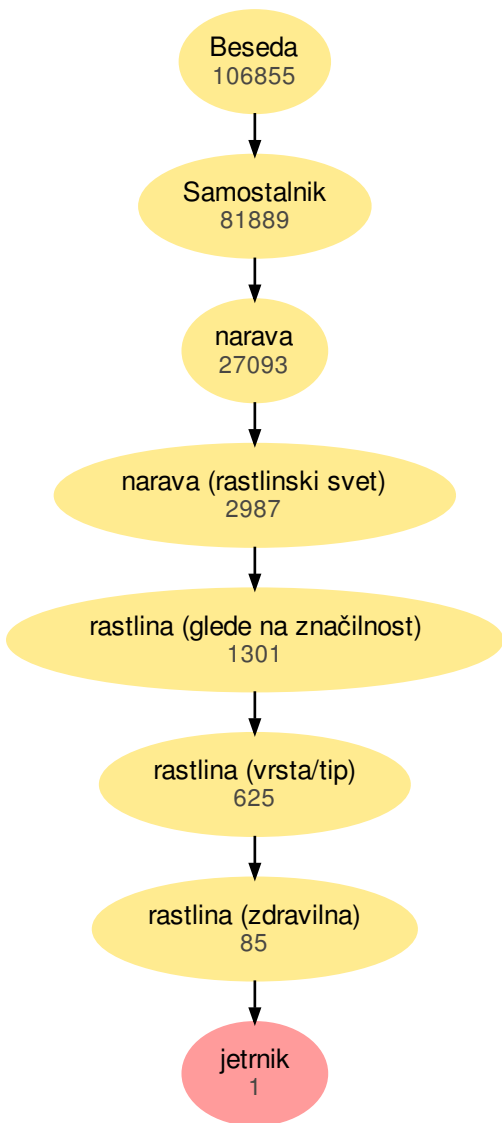 Beseda
106855
Samostalnik
81889
narava
27093
narava (rastlinski svet)
2987
rastlina (glede na značilnost)
1301
rastlina (vrsta/tip)
625
rastlina (zdravilna)
85
jetrnik
1